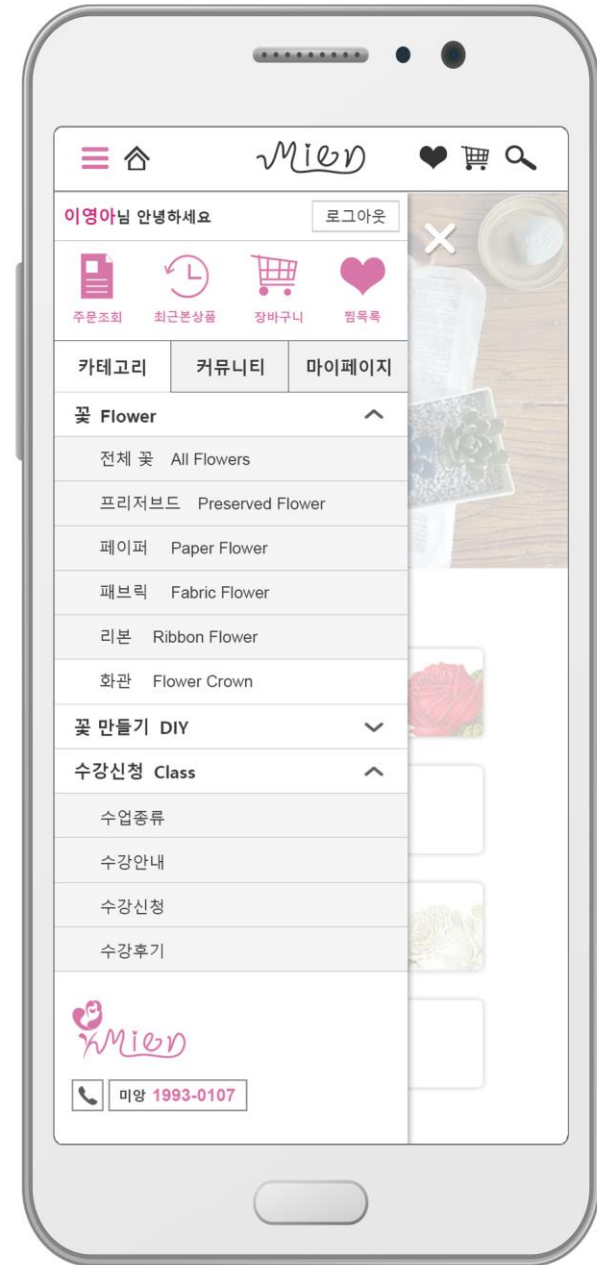 Mien
이영아님 안녕하세요 로그아웃
주문조회 최근본상품 장바구니 찜목록
카테고리 커뮤니티 마이페이지
꽃 Flower
전체 꽃 All Flowers
프리저브드 Preserved Flower
페이퍼 Paper Flower
패브릭 Fabric Flower
리본 Ribbon Flower
화관 Flower Crown
꽃 만들기 DIY
수강신청 Class
수업종류
수강안내
수강신청
수강후기
Mien
미앙 1993-0107